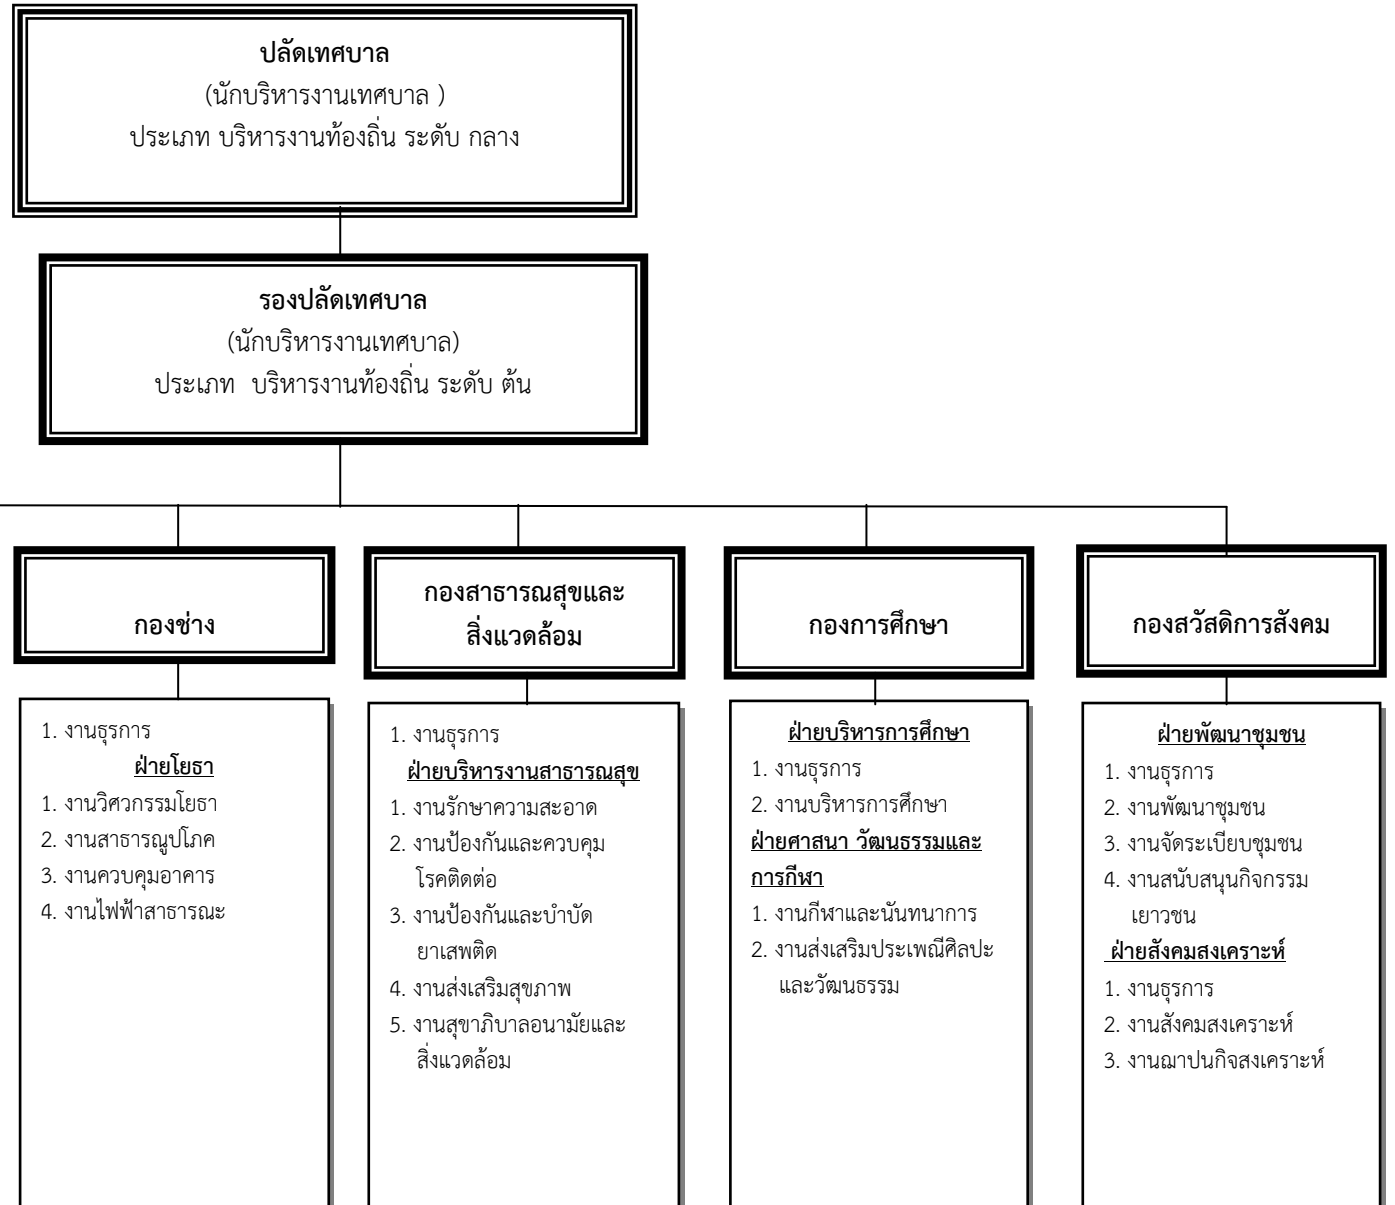 ปลัดเทศบาล
(นักบริหารงานเทศบาล )
ประเภท บริหารงานท้องถิ่น ระดับ กลาง
รองปลัดเทศบาล
(นักบริหารงานเทศบาล)
ประเภท บริหารงานท้องถิ่น ระดับ ต้น
กองช่าง
1. งานธุรการ
ฝ่ายโยธา
1. งานวิศวกรรมโยธา
2. งานสาธารณูปโภค
3. งานควบคุมอาคาร
4. งานไฟฟ้าสาธารณะ
กองสาธารณสุขและ
สิ่งแวดล้อม
1. งานธุรการ
ฝ่ายบริหารงานสาธารณสุข
1. งานรักษาความสะอาด
2. งานป้องกันและควบคุม
โรคติดต่อ
3. งานป้องกันและบำบัด
ยาเสพติด
4. งานส่งเสริมสุขภาพ
5. งานสุขาภิบาลอนามัยและ
สิ่งแวดล้อม
กองการศึกษา
ฝ่ายบริหารการศึกษา
1. งานธุรการ
2. งานบริหารการศึกษา
ฝ่ายศาสนา วัฒนธรรมและ
การกีฬา
1. งานกีฬาและนันทนาการ
2. งานส่งเสริมประเพณีศิลปะ
และวัฒนธรรม
กองสวัสดิการสังคม
ฝ่ายพัฒนาชุมชน
1. งานธุรการ
2. งานพัฒนาชุมชน
3. งานจัดระเบียบชุมชน
4. งานสนับสนุนกิจกรรม
เยาวชน
ฝ่ายสังคมสงเคราะห์
1. งานธุรการ
2. งานสังคมสงเคราะห์
3. งานฌาปนกิจสงเคราะห์